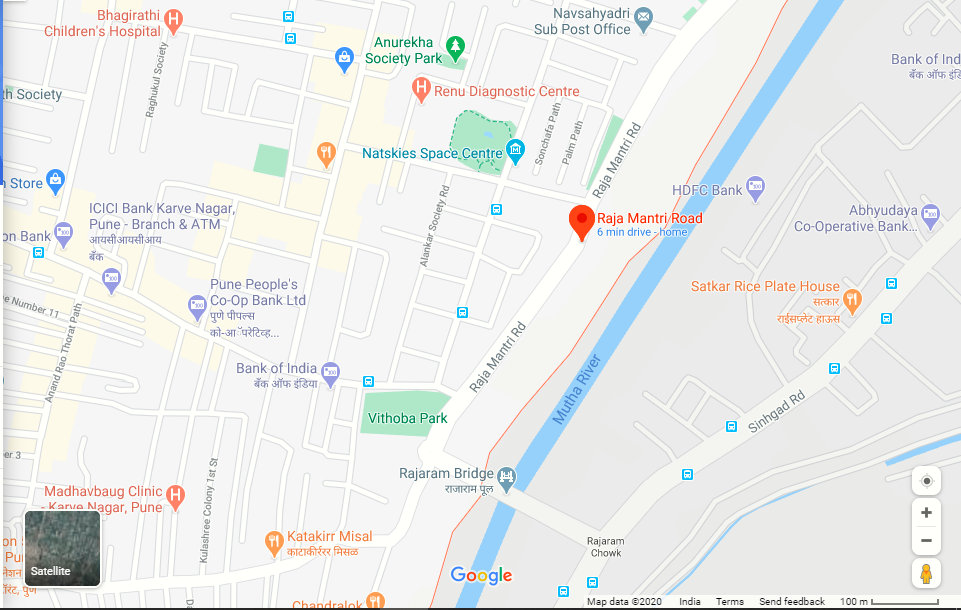 Bhagirathi
Children's Hospital
Navsahyadri
Sub Post Office
Anurekha
Society Park
Bank of Ind
बँक ऑफ इंडि
Renu Diagnostic Centre
th Society
Raghukul Society
Sonchafa Path
Palm Path
Raja Mantri Rd
Natskies Space Centre
n Store
HDFC Bank
ICICI Bank Karve Nagar,
Pune - Branch & ATM
आयसीआयसीआय
बँक
on Bank
Alankar Society Rd
Raja Mantri Road
6 min drive - home
Abhyudaya
Co-Operative Bank...
Pune People's
Co-Op Bank Ltd
पुणे पीपल्स
को-आॅपरेटिव्ह...
Satkar Rice Plate House
सत्कार
राईसप्लेट हाऊस
ne Number 11
Anand Rao Thorat Path
Raja Mantri Rd
Bank of India
बँक ऑफ इंडिया
Mutha River
Sinhgad Rd
Vithoba Park
er 3
Rajaram Bridge
राजाराम पूल
Kulashree Colony 1st St
Madhavbaug Clinic
Karve Nagar, Pune
Katakirr Misal
काटाकीर्रर मिसळ
Rajaram
Chowk
Satellite
Google
Chandralok
Map data ©2020
India
Terms
Send feedback
100 m